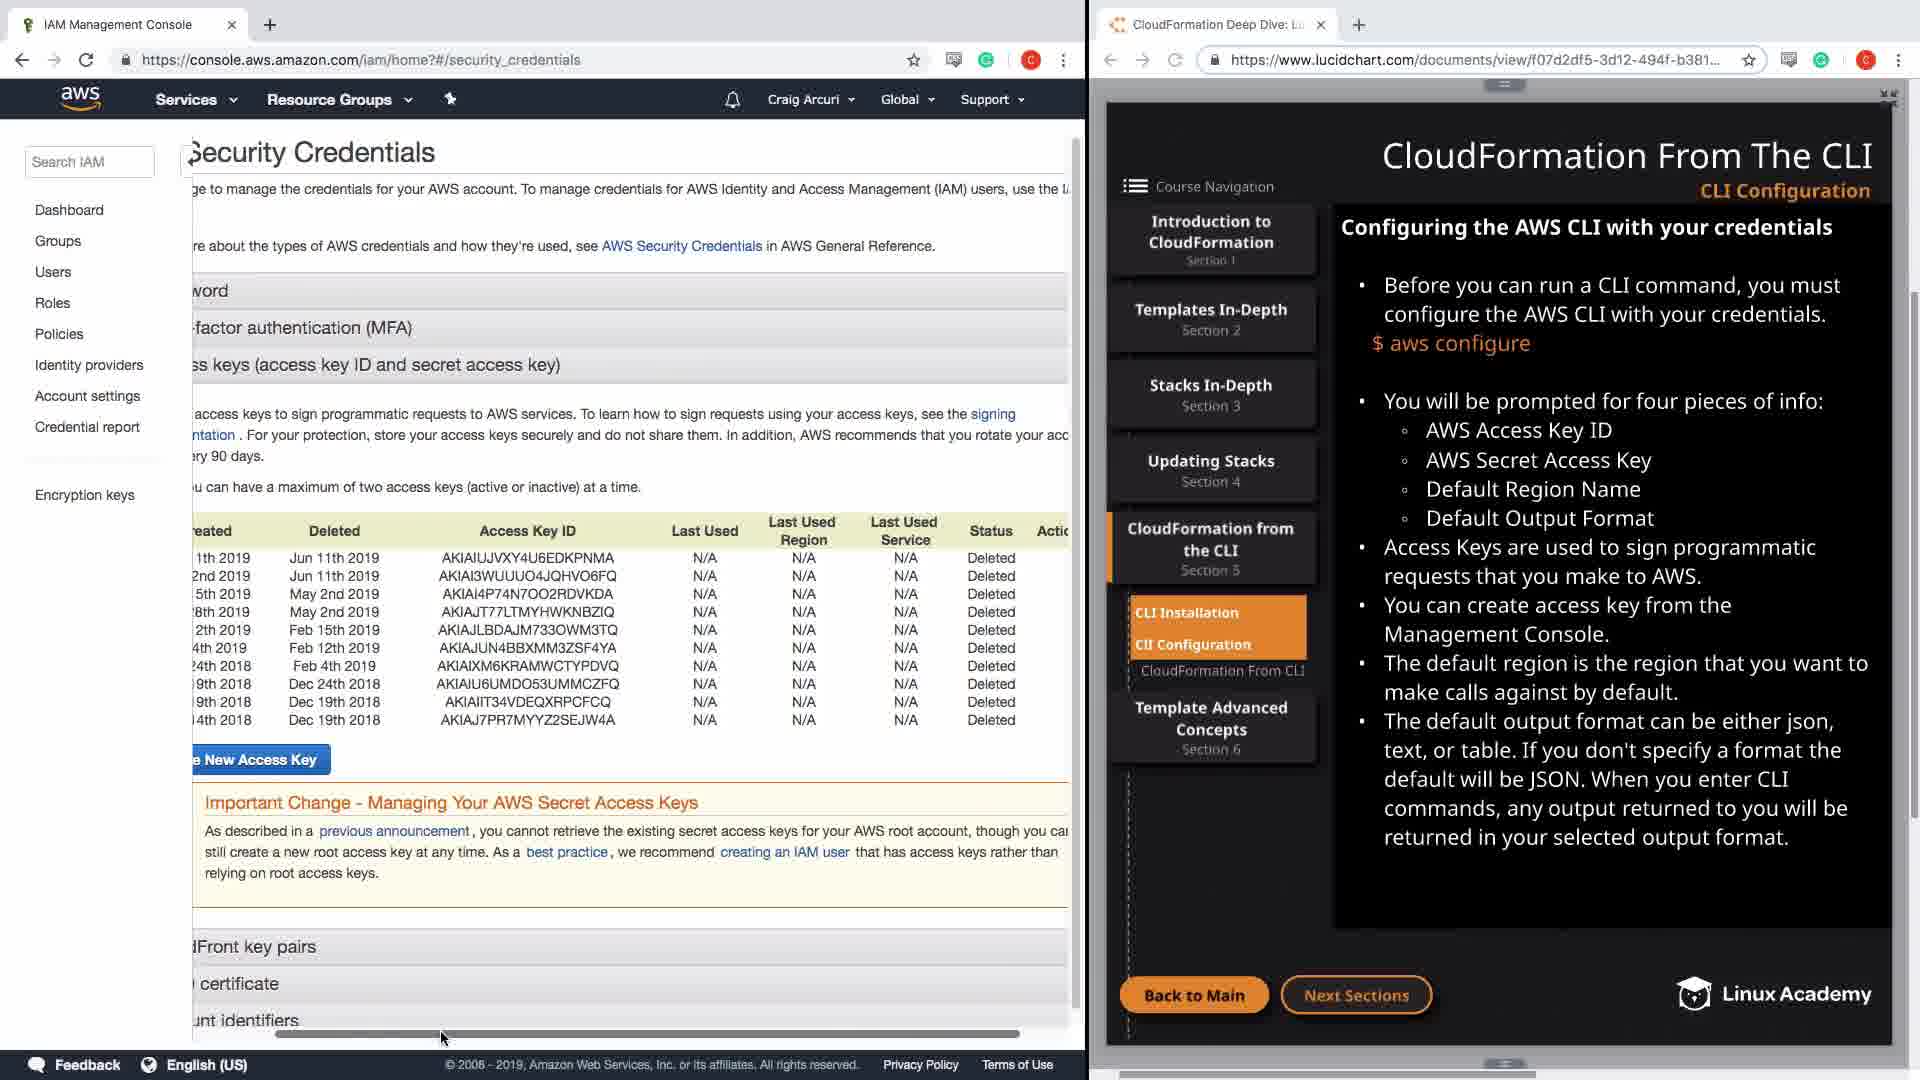 IAM Management Console
https://console.aws.amazon.com/iam/home?#/security_credentials
aws
Services
Resource Groups
Craig Arcuri
Global
Support
Search IAM
Dashboard
Groups
Users
Roles
Policies
Identity providers
Account settings
Credential report
Encryption keys
Security Credentials
ge to manage the credentials for your AWS account. To manage credentials for AWS Identity and Access Management (IAM) users, use the
re about the types of AWS credentials and how they're used, see AWS Security Credentials in AWS General Reference.
word
-factor authentication (MFA)
ss keys (access key ID and secret access key)
access keys to sign programmatic requests to AWS services. To learn how to sign requests using your access keys, see the signing
ntation . For your protection, store your access keys securely and do not share them. In addition, AWS recommends that you rotate your acc
ry 90 days.
u can have a maximum of two access keys (active or inactive) at a time.
reated Deleted Access Key ID Last Used Last Used Region Last Used Service Status Actic
1th 2019 Jun 11th 2019 AKIAIUJVXY4U6EDKPNMA N/A N/A N/A Deleted
2nd 2019 Jun 11th 2019 AKIAI3WUUUO4JQHVO6FQ N/A N/A N/A Deleted
5th 2019 May 2nd 2019 AKIAI4P74N7OO2RDVKDA N/A N/A N/A Deleted
8th 2019 May 2nd 2019 AKIAJT77LTMYHWKNBZIQ N/A N/A N/A Deleted
2th 2019 Feb 15th 2019 AKIAJLBDAJM733OWM3TQ N/A N/A N/A Deleted
4th 2019 Feb 12th 2019 AKIAJUN4BBXMM3ZSF4YA N/A N/A N/A Deleted
24th 2018 Feb 4th 2019 AKIAIXM6KRAMWCTYPDVQ N/A N/A N/A Deleted
9th 2018 Dec 24th 2018 AKIAIU6UMDO53UMMCZFQ N/A N/A N/A Deleted
9th 2018 Dec 19th 2018 AKIAIIT34VDEQXRPCFCQ N/A N/A N/A Deleted
4th 2018 Dec 19th 2018 AKIAJ7PR7MYYZ2SEJW4A N/A N/A N/A Deleted
e New Access Key
Important Change - Managing Your AWS Secret Access Keys
As described in a previous announcement, you cannot retrieve the existing secret access keys for your AWS root account, though you can
still create a new root access key at any time. As a best practice, we recommend creating an IAM user that has access keys rather than
relying on root access keys.
dFront key pairs
certificate
unt identifiers
Feedback
English (US)
© 2008 - 2019, Amazon Web Services, Inc. or its affiliates. All rights reserved.
Privacy Policy
Terms of Use
CloudFormation Deep Dive: Lu
https://www.lucidchart.com/documents/view/f07d2df5-3d12-494f-b381...
CloudFormation From The CLI
CLI Configuration
Course Navigation
Introduction to
CloudFormation
Section 1
Templates In-Depth
Section 2
Stacks In-Depth
Section 3
Updating Stacks
Section 4
CloudFormation from
the CLI
Section 5
CLI Installation
ClI Configuration
CloudFormation From CLI
Template Advanced
Concepts
Section 6
Configuring the AWS CLI with your credentials
• Before you can run a CLI command, you must
configure the AWS CLI with your credentials.
$ aws configure
• You will be prompted for four pieces of info:
◦ AWS Access Key ID
◦ AWS Secret Access Key
◦ Default Region Name
◦ Default Output Format
• Access Keys are used to sign programmatic
requests that you make to AWS.
• You can create access key from the
Management Console.
• The default region is the region that you want to
make calls against by default.
• The default output format can be either json,
text, or table. If you don't specify a format the
default will be JSON. When you enter CLI
commands, any output returned to you will be
returned in your selected output format.
Back to Main
Next Sections
Linux Academy